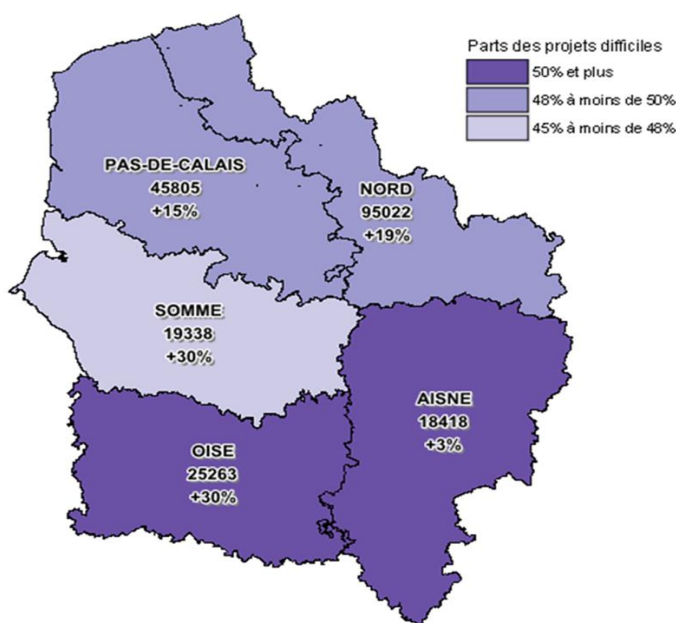 Parts des projets difficiles
50% et plus
48% à moins de 50%
45% à moins de 48%
PAS-DE-CALAIS
45805
+15%
NORD
95022
+19%
SOMME
19338
+30%
AISNE
18418
+3%
OISE
25263
+30%